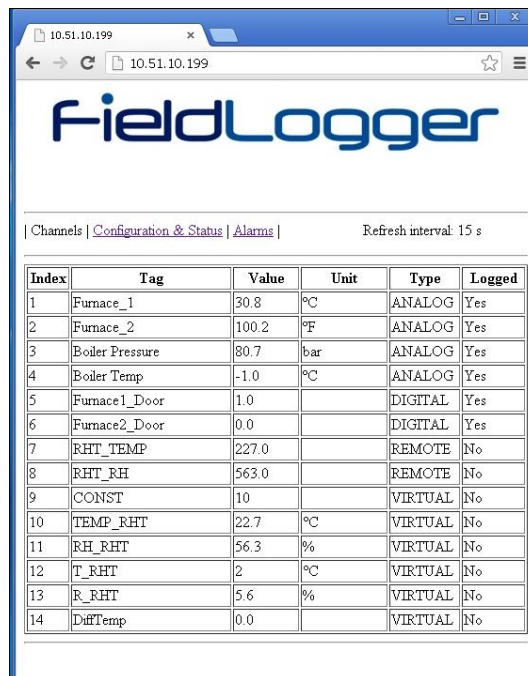 10.51.10.199
10.51.10.199
FieldLogger
| Channels | Configuration & Status | Alarms | Refresh interval: 15 s
Index Tag Value Unit Type Logged
1 Furnace_1 30.8 ºC ANALOG Yes
2 Furnace_2 100.2 ºF ANALOG Yes
3 Boiler Pressure 80.7 bar ANALOG Yes
4 Boiler Temp -1.0 ºC ANALOG Yes
5 Furnace1_Door 1.0 DIGITAL Yes
6 Furnace2_Door 0.0 DIGITAL Yes
7 RHT_TEMP 227.0 REMOTE No
8 RHT_RH 563.0 REMOTE No
9 CONST 10 VIRTUAL No
10 TEMP_RHT 22.7 ºC VIRTUAL No
11 RH_RHT 56.3 % VIRTUAL No
12 T_RHT 2 ºC VIRTUAL No
13 R_RHT 5.6 % VIRTUAL No
14 DiffTemp 0.0 VIRTUAL No